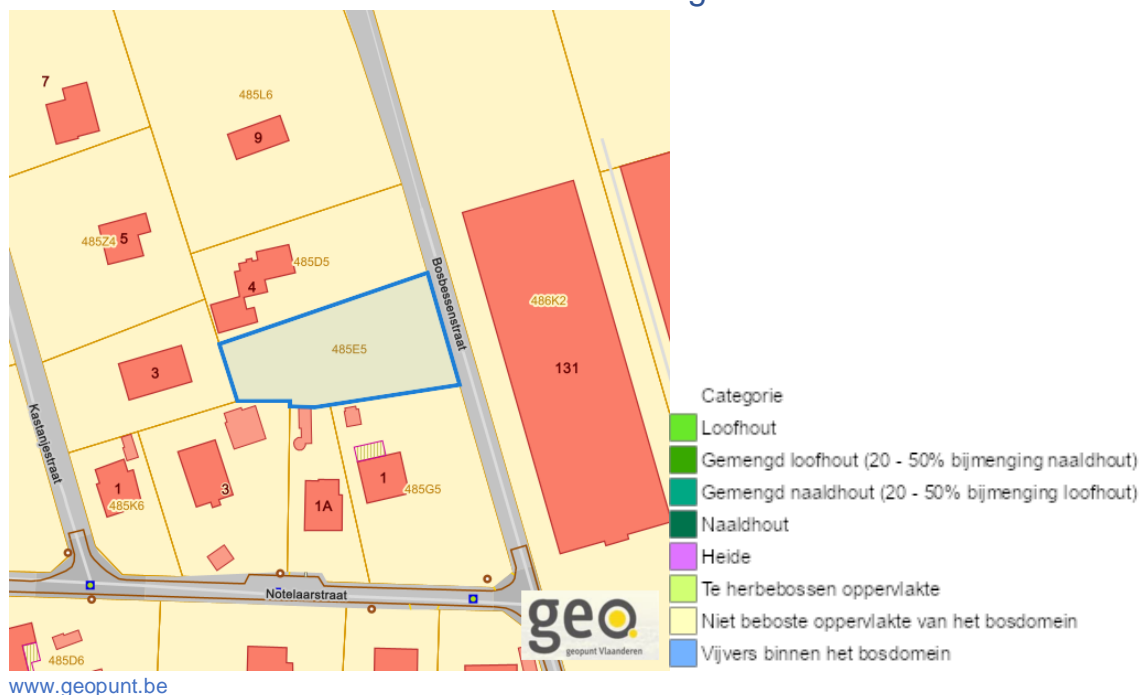 7
485L6
9
485Z4
5
485D5
4
Bosbessenstraat
486K2
485E5
131
3
Kastanjestraat
1
485K6
3
1A
1
485G5
Notelaarstraat
485D6
geo.
geopunt Vlaanderen
Categorie
Loofhout
Gemengd loofhout (20 - 50% bijmenging naaldhout)
Gemengd naaldhout (20 - 50% bijmenging loofhout)
Naaldhout
Heide
Te herbebossen oppervlakte
Niet beboste oppervlakte van het bosdomein
Vijvers binnen het bosdomein
www.geopunt.be